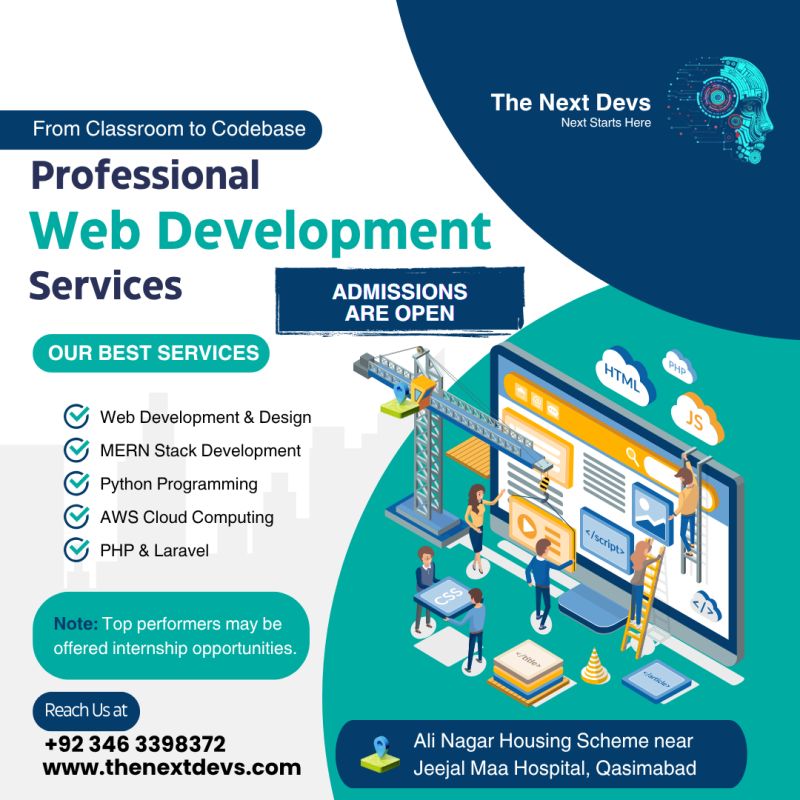 The Next Devs
Next Starts Here
From Classroom to Codebase
Professional
Web Development
Services
ADMISSIONS
ARE OPEN
OUR BEST SERVICES
Web Development & Design
MERN Stack Development
Python Programming
AWS Cloud Computing
PHP & Laravel
HTML
PHP
JS
</script>
CSS
</>
</title>
<article>
Note: Top performers may be
offered internship opportunities.
Reach Us at
+92 346 3398372
www.thenextdevs.com
Ali Nagar Housing Scheme near
Jeejal Maa Hospital, Qasimabad